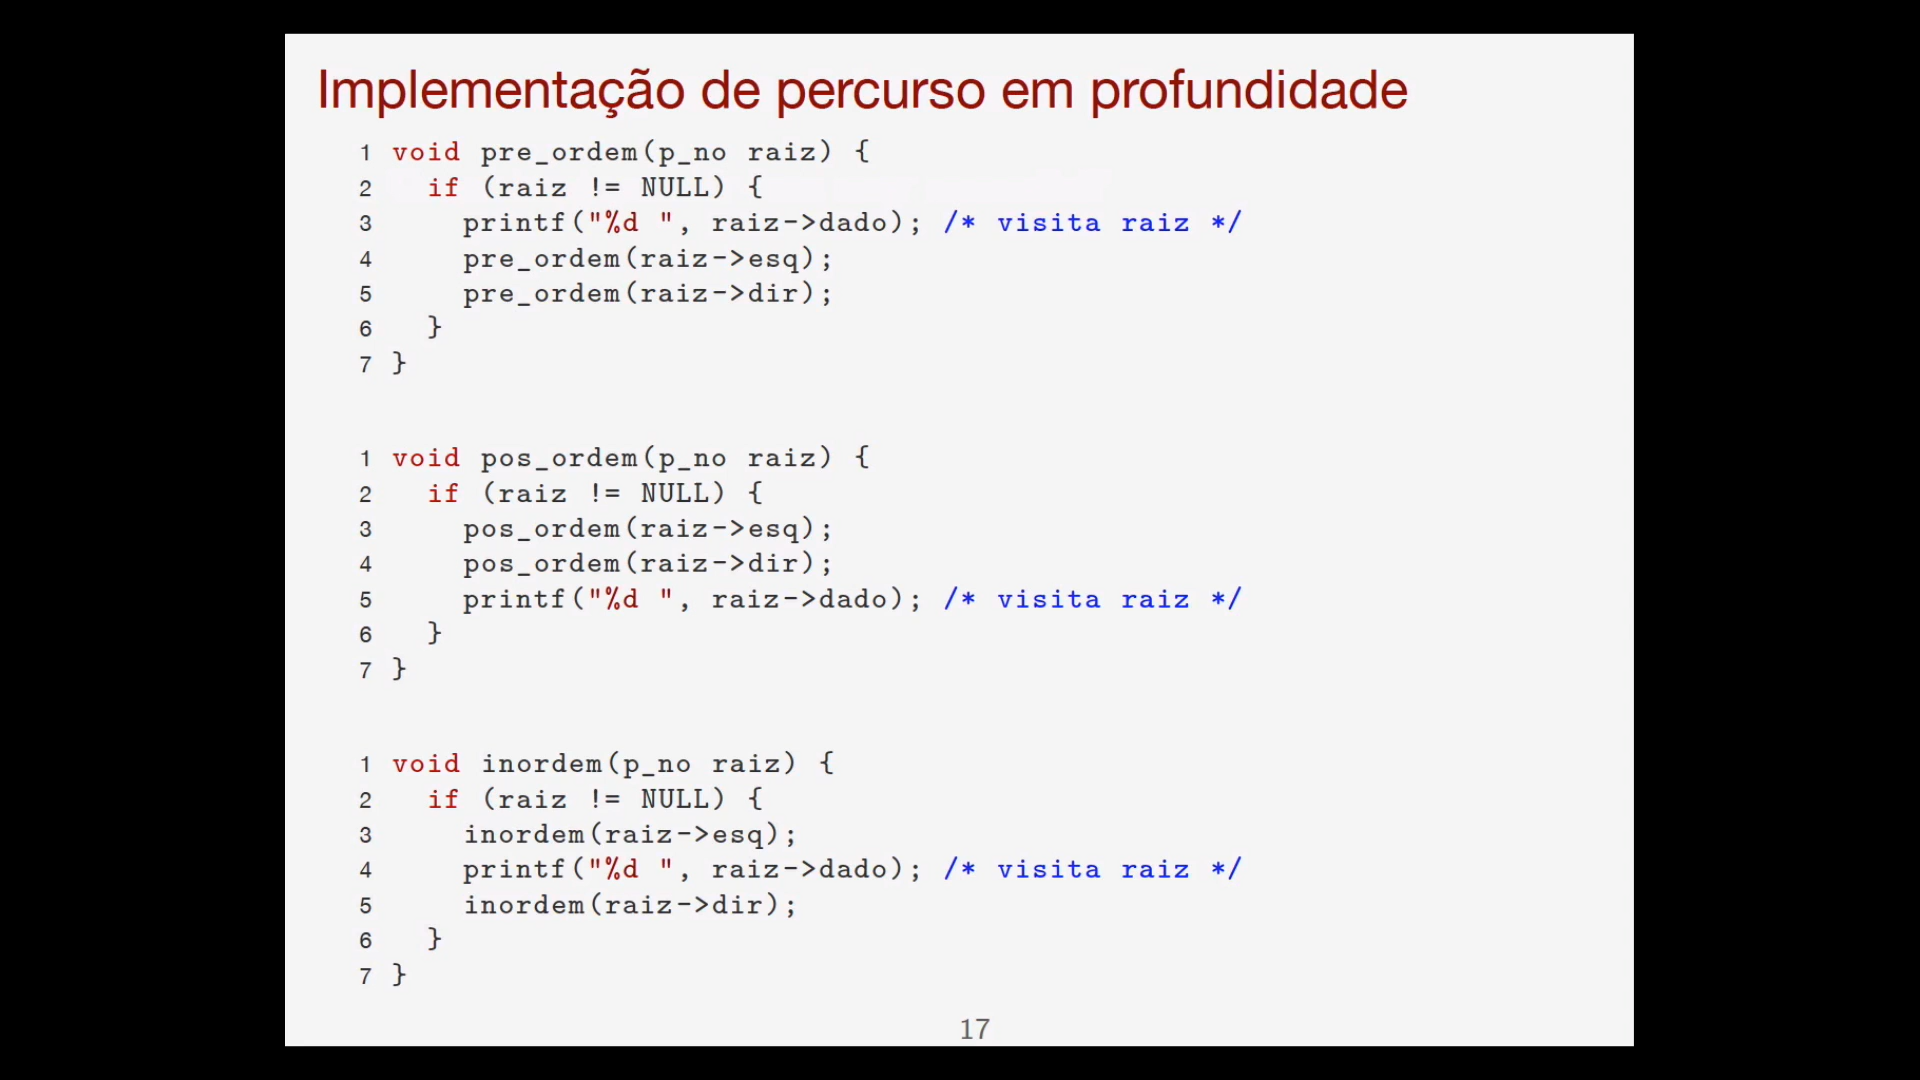 Implementação de percurso em profundidade
1 void pre_ordem(p_no raiz) {
2   if (raiz != NULL) {
3     printf("%d ", raiz->dado); /* visita raiz */
4     pre_ordem(raiz->esq);
5     pre_ordem(raiz->dir);
6   }
7 }
1 void pos_ordem(p_no raiz) {
2   if (raiz != NULL) {
3     pos_ordem(raiz->esq);
4     pos_ordem(raiz->dir);
5     printf("%d ", raiz->dado); /* visita raiz */
6   }
7 }
1 void inordem(p_no raiz) {
2   if (raiz != NULL) {
3     inordem(raiz->esq);
4     printf("%d ", raiz->dado); /* visita raiz */
5     inordem(raiz->dir);
6   }
7 }
17